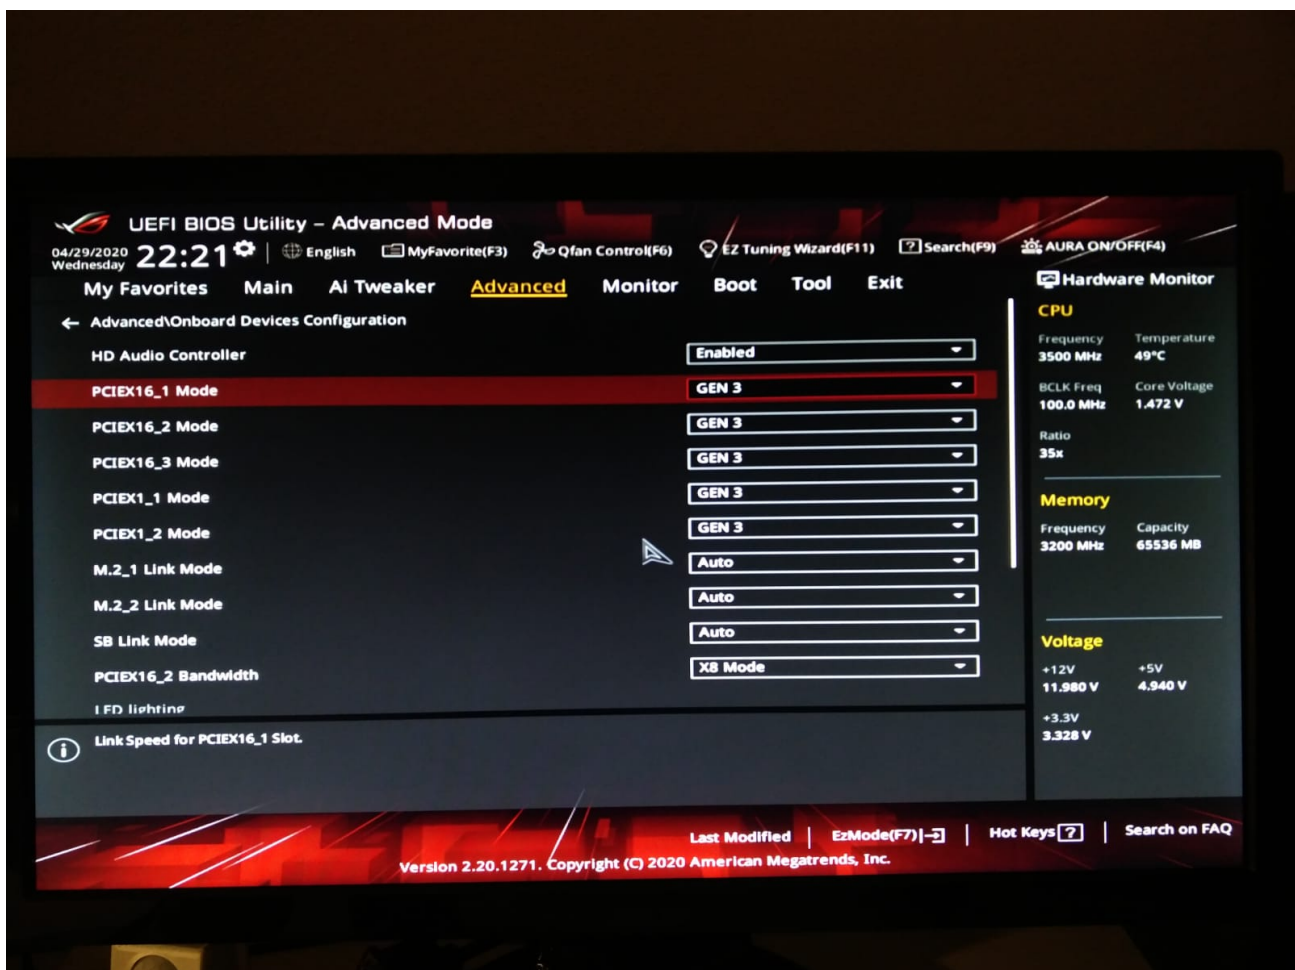 UEFI BIOS Utility – Advanced Mode
04/29/2020 Wednesday 22:21 English MyFavorite(F3) Qfan Control(F6) EZ Tuning Wizard(F11) Search(F9) AURA ON/OFF(F4)
My Favorites Main Ai Tweaker Advanced Monitor Boot Tool Exit
Hardware Monitor
← Advanced\Onboard Devices Configuration
HD Audio Controller Enabled
PCIEX16_1 Mode GEN 3
PCIEX16_2 Mode GEN 3
PCIEX16_3 Mode GEN 3
PCIEX1_1 Mode GEN 3
PCIEX1_2 Mode GEN 3
M.2_1 Link Mode Auto
M.2_2 Link Mode Auto
SB Link Mode Auto
PCIEX16_2 Bandwidth X8 Mode
LED lighting
Link Speed for PCIEX16_1 Slot.
CPU
Frequency Temperature
3500 MHz 49°C
BCLK Freq Core Voltage
100.0 MHz 1.472 V
Ratio
35x
Memory
Frequency Capacity
3200 MHz 65536 MB
Voltage
+12V +5V
11.980 V 4.940 V
+3.3V
3.328 V
Last Modified EzMode(F7) Hot Keys ? Search on FAQ
Version 2.20.1271. Copyright (C) 2020 American Megatrends, Inc.